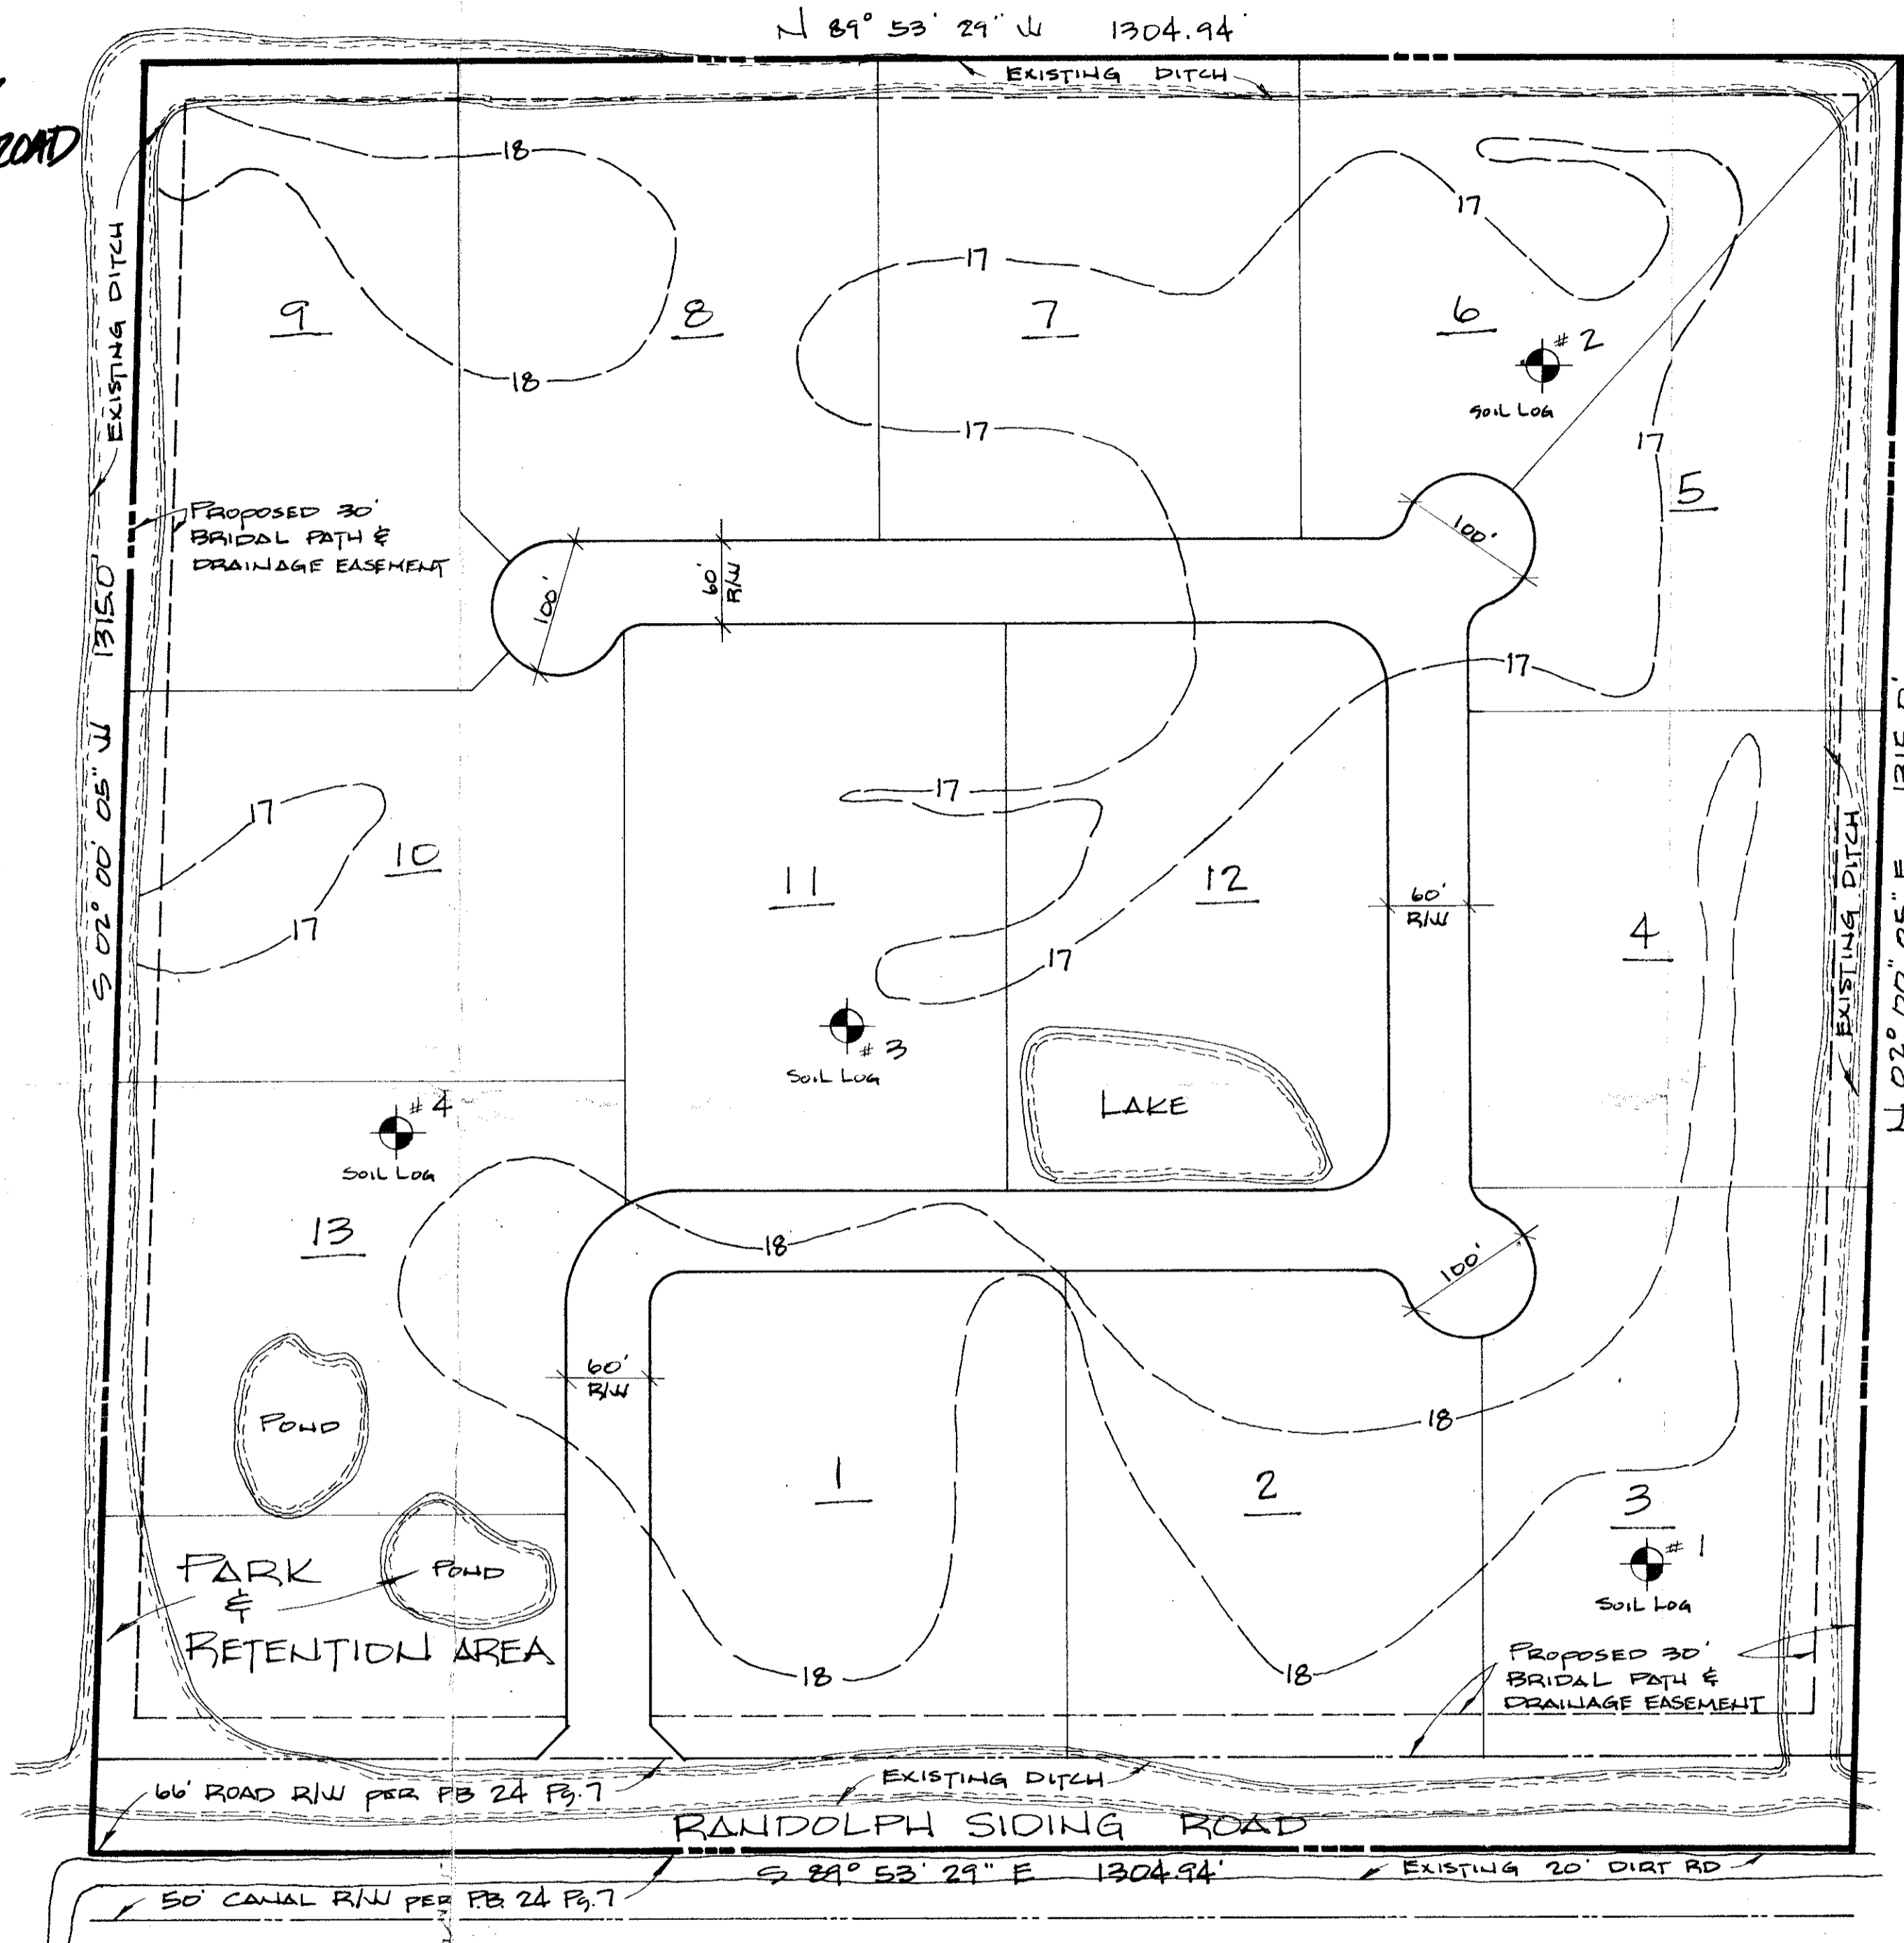 N 89° 53' 29" W 1304.94'
EXISTING DITCH
ROAD
18
17
17
EXISTING DITCH
9
8
7
6
# 2
SOIL LOG
18
17
17
5
PROPOSED 30'
BRIDAL PATH &
DRAINAGE EASEMENT
100'
60'
R/W
100'
S 02° 00' 05" W 1315.0'
17
17
17
10
11
12
60'
R/W
4
EXISTING DITCH
N 02° 00' 05" E 1315.0'
17
17
# 3
SOIL LOG
# 4
SOIL LOG
LAKE
13
18
100'
60'
R/W
POND
18
1
2
3
# 1
SOIL LOG
PARK
&
RETENTION AREA
POND
18
18
PROPOSED 30'
BRIDAL PATH &
DRAINAGE EASEMENT
66' ROAD R/W PER PB 24 Pg. 7
EXISTING DITCH
RANDOLPH SIDING ROAD
S 89° 53' 29" E 1304.94'
EXISTING 20' DIRT RD
50' CANAL R/W PER P.B. 24 Pg. 7